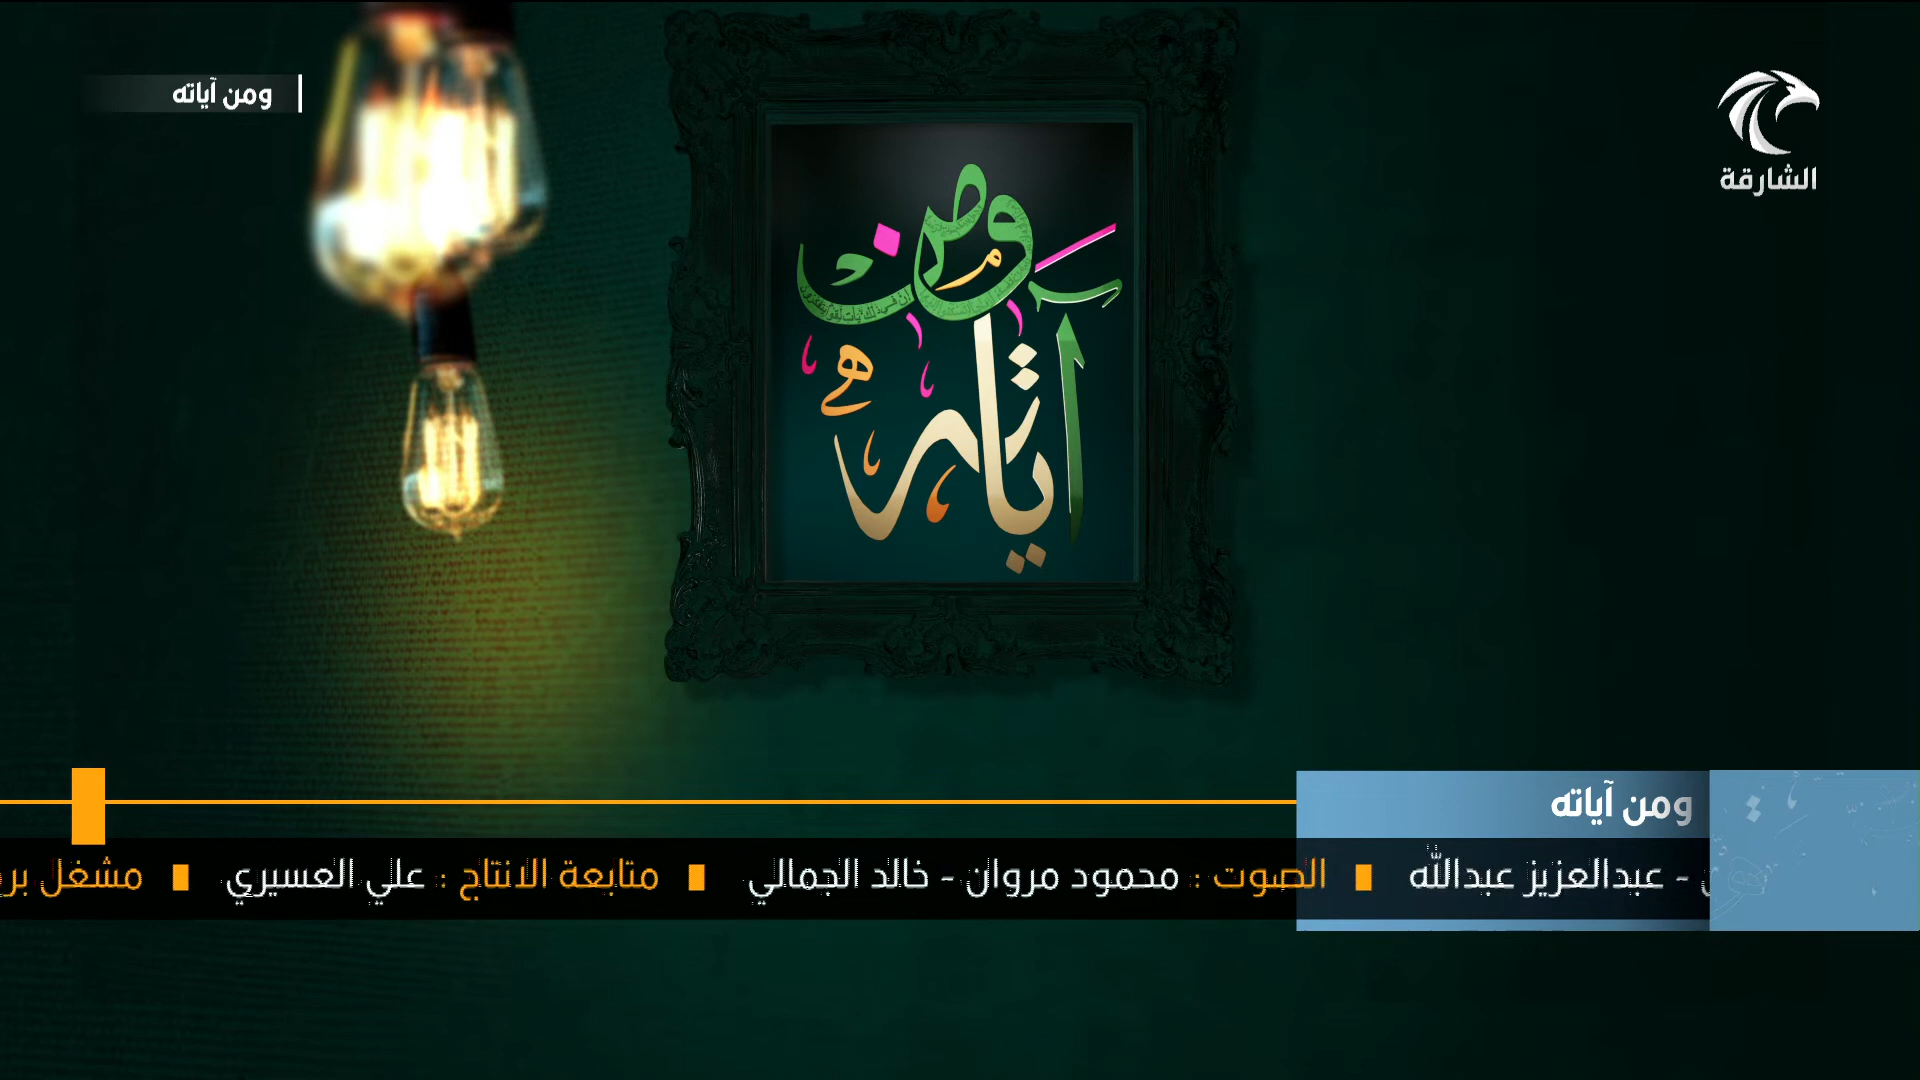 ومن آياته
الشارقة
ومن
آياته
ومن آياته
- عبدالعزيز عبدالله ■ الصوت : محمود مروان - خالد الجمالي ■ متابعة الانتاج : علي العسيري ■ مشغل